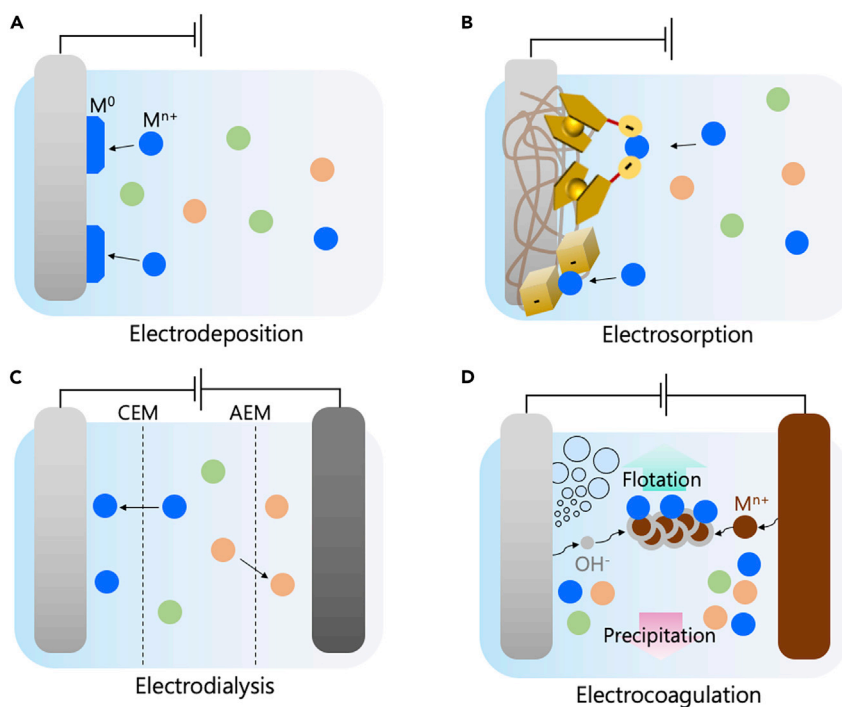 A
M⁰
Mⁿ⁺
Electrodeposition
B
-
-
-
-
Electrosorption
C
CEM
AEM
Electrodialysis
D
Flotation
Mⁿ⁺
OH⁻
Precipitation
Electrocoagulation